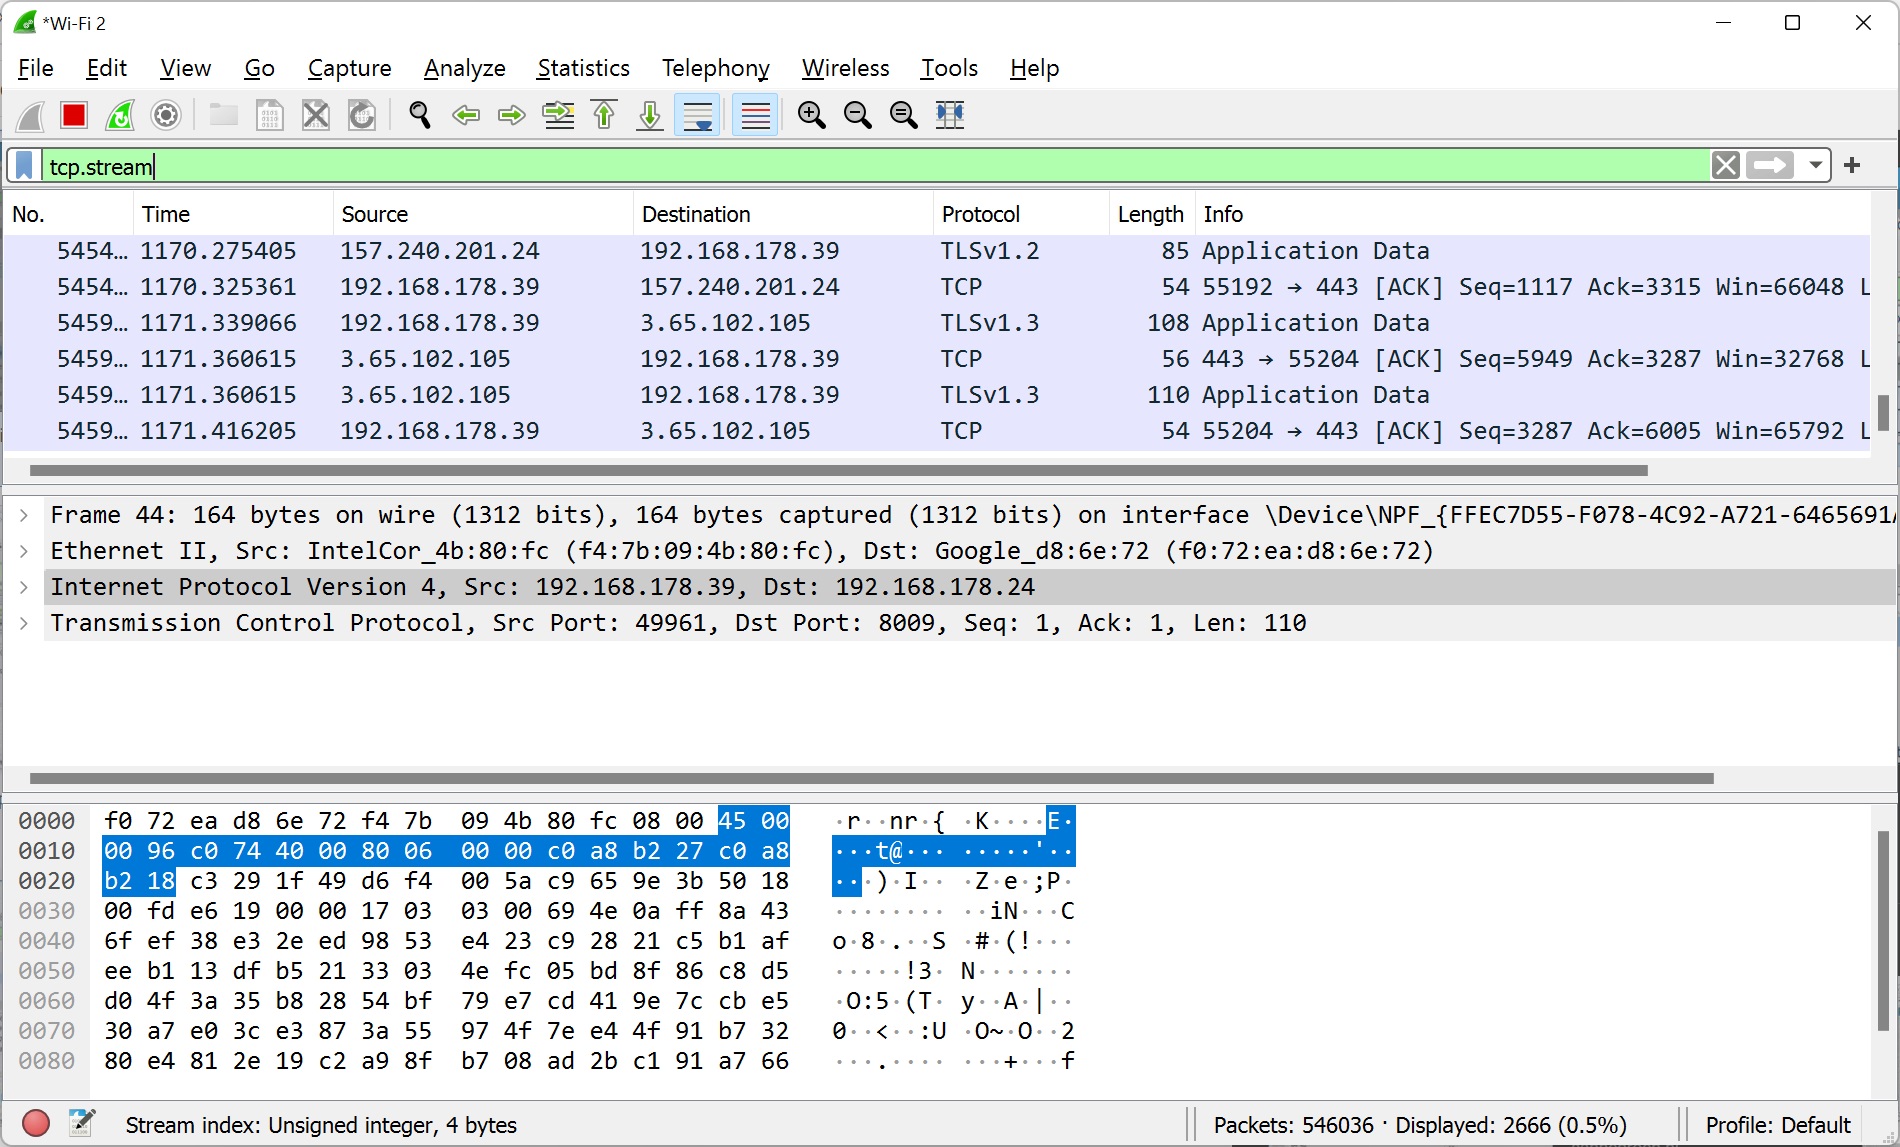 *Wi-Fi 2
File Edit View Go Capture Analyze Statistics Telephony Wireless Tools Help
tcp.stream
No. Time Source Destination Protocol Length Info
5454… 1170.275405 157.240.201.24 192.168.178.39 TLSv1.2 85 Application Data
5454… 1170.325361 192.168.178.39 157.240.201.24 TCP 54 55192 → 443 [ACK] Seq=1117 Ack=3315 Win=66048 L
5459… 1171.339066 192.168.178.39 3.65.102.105 TLSv1.3 108 Application Data
5459… 1171.360615 3.65.102.105 192.168.178.39 TCP 56 443 → 55204 [ACK] Seq=5949 Ack=3287 Win=32768 L
5459… 1171.360615 3.65.102.105 192.168.178.39 TLSv1.3 110 Application Data
5459… 1171.416205 192.168.178.39 3.65.102.105 TCP 54 55204 → 443 [ACK] Seq=3287 Ack=6005 Win=65792 L
Frame 44: 164 bytes on wire (1312 bits), 164 bytes captured (1312 bits) on interface \Device\NPF_{FFEC7D55-F078-4C92-A721-6465691A
Ethernet II, Src: IntelCor_4b:80:fc (f4:7b:09:4b:80:fc), Dst: Google_d8:6e:72 (f0:72:ea:d8:6e:72)
Internet Protocol Version 4, Src: 192.168.178.39, Dst: 192.168.178.24
Transmission Control Protocol, Src Port: 49961, Dst Port: 8009, Seq: 1, Ack: 1, Len: 110
0000 f0 72 ea d8 6e 72 f4 7b 09 4b 80 fc 08 00 45 00 ·r··nr·{ ·K····E·
0010 00 96 c0 74 40 00 80 06 00 00 c0 a8 b2 27 c0 a8 ···t@··· ·····'··
0020 b2 18 c3 29 1f 49 d6 f4 00 5a c9 65 9e 3b 50 18 ···)·I·· ·Z·e·;P·
0030 00 fd e6 19 00 00 17 03 03 00 69 4e 0a ff 8a 43 ········ ··iN···C
0040 6f ef 38 e3 2e ed 98 53 e4 23 c9 28 21 c5 b1 af o·8·.··S ·#·(!···
0050 ee b1 13 df b5 21 33 03 4e fc 05 bd 8f 86 c8 d5 ·····!3· N·······
0060 d0 4f 3a 35 b8 28 54 bf 79 e7 cd 41 9e 7c cb e5 ·O:5·(T· y··A·|··
0070 30 a7 e0 3c e3 87 3a 55 97 4f 7e e4 4f 91 b7 32 0··<··:U ·O~·O··2
0080 80 e4 81 2e 19 c2 a9 8f b7 08 ad 2b c1 91 a7 66 ···.···· ···+···f
Stream index: Unsigned integer, 4 bytes Packets: 546036 · Displayed: 2666 (0.5%) Profile: Default